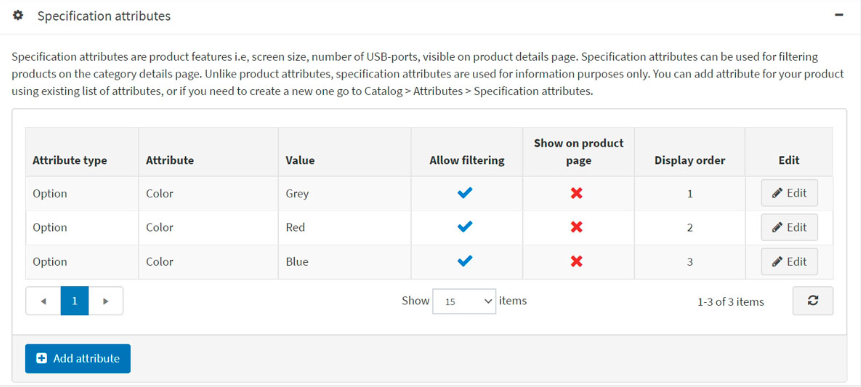 Specification attributes
Specification attributes are product features i.e, screen size, number of USB-ports, visible on product details page. Specification attributes can be used for filtering
products on the category details page. Unlike product attributes, specification attributes are used for information purposes only. You can add attribute for your product
using existing list of attributes, or if you need to create a new one go to Catalog > Attributes > Specification attributes.
Attribute type Attribute Value Allow filtering Show on product page Display order Edit
Option Color Grey 1 Edit
Option Color Red 2 Edit
Option Color Blue 3 Edit
1 Show 15 items 1-3 of 3 items
Add attribute